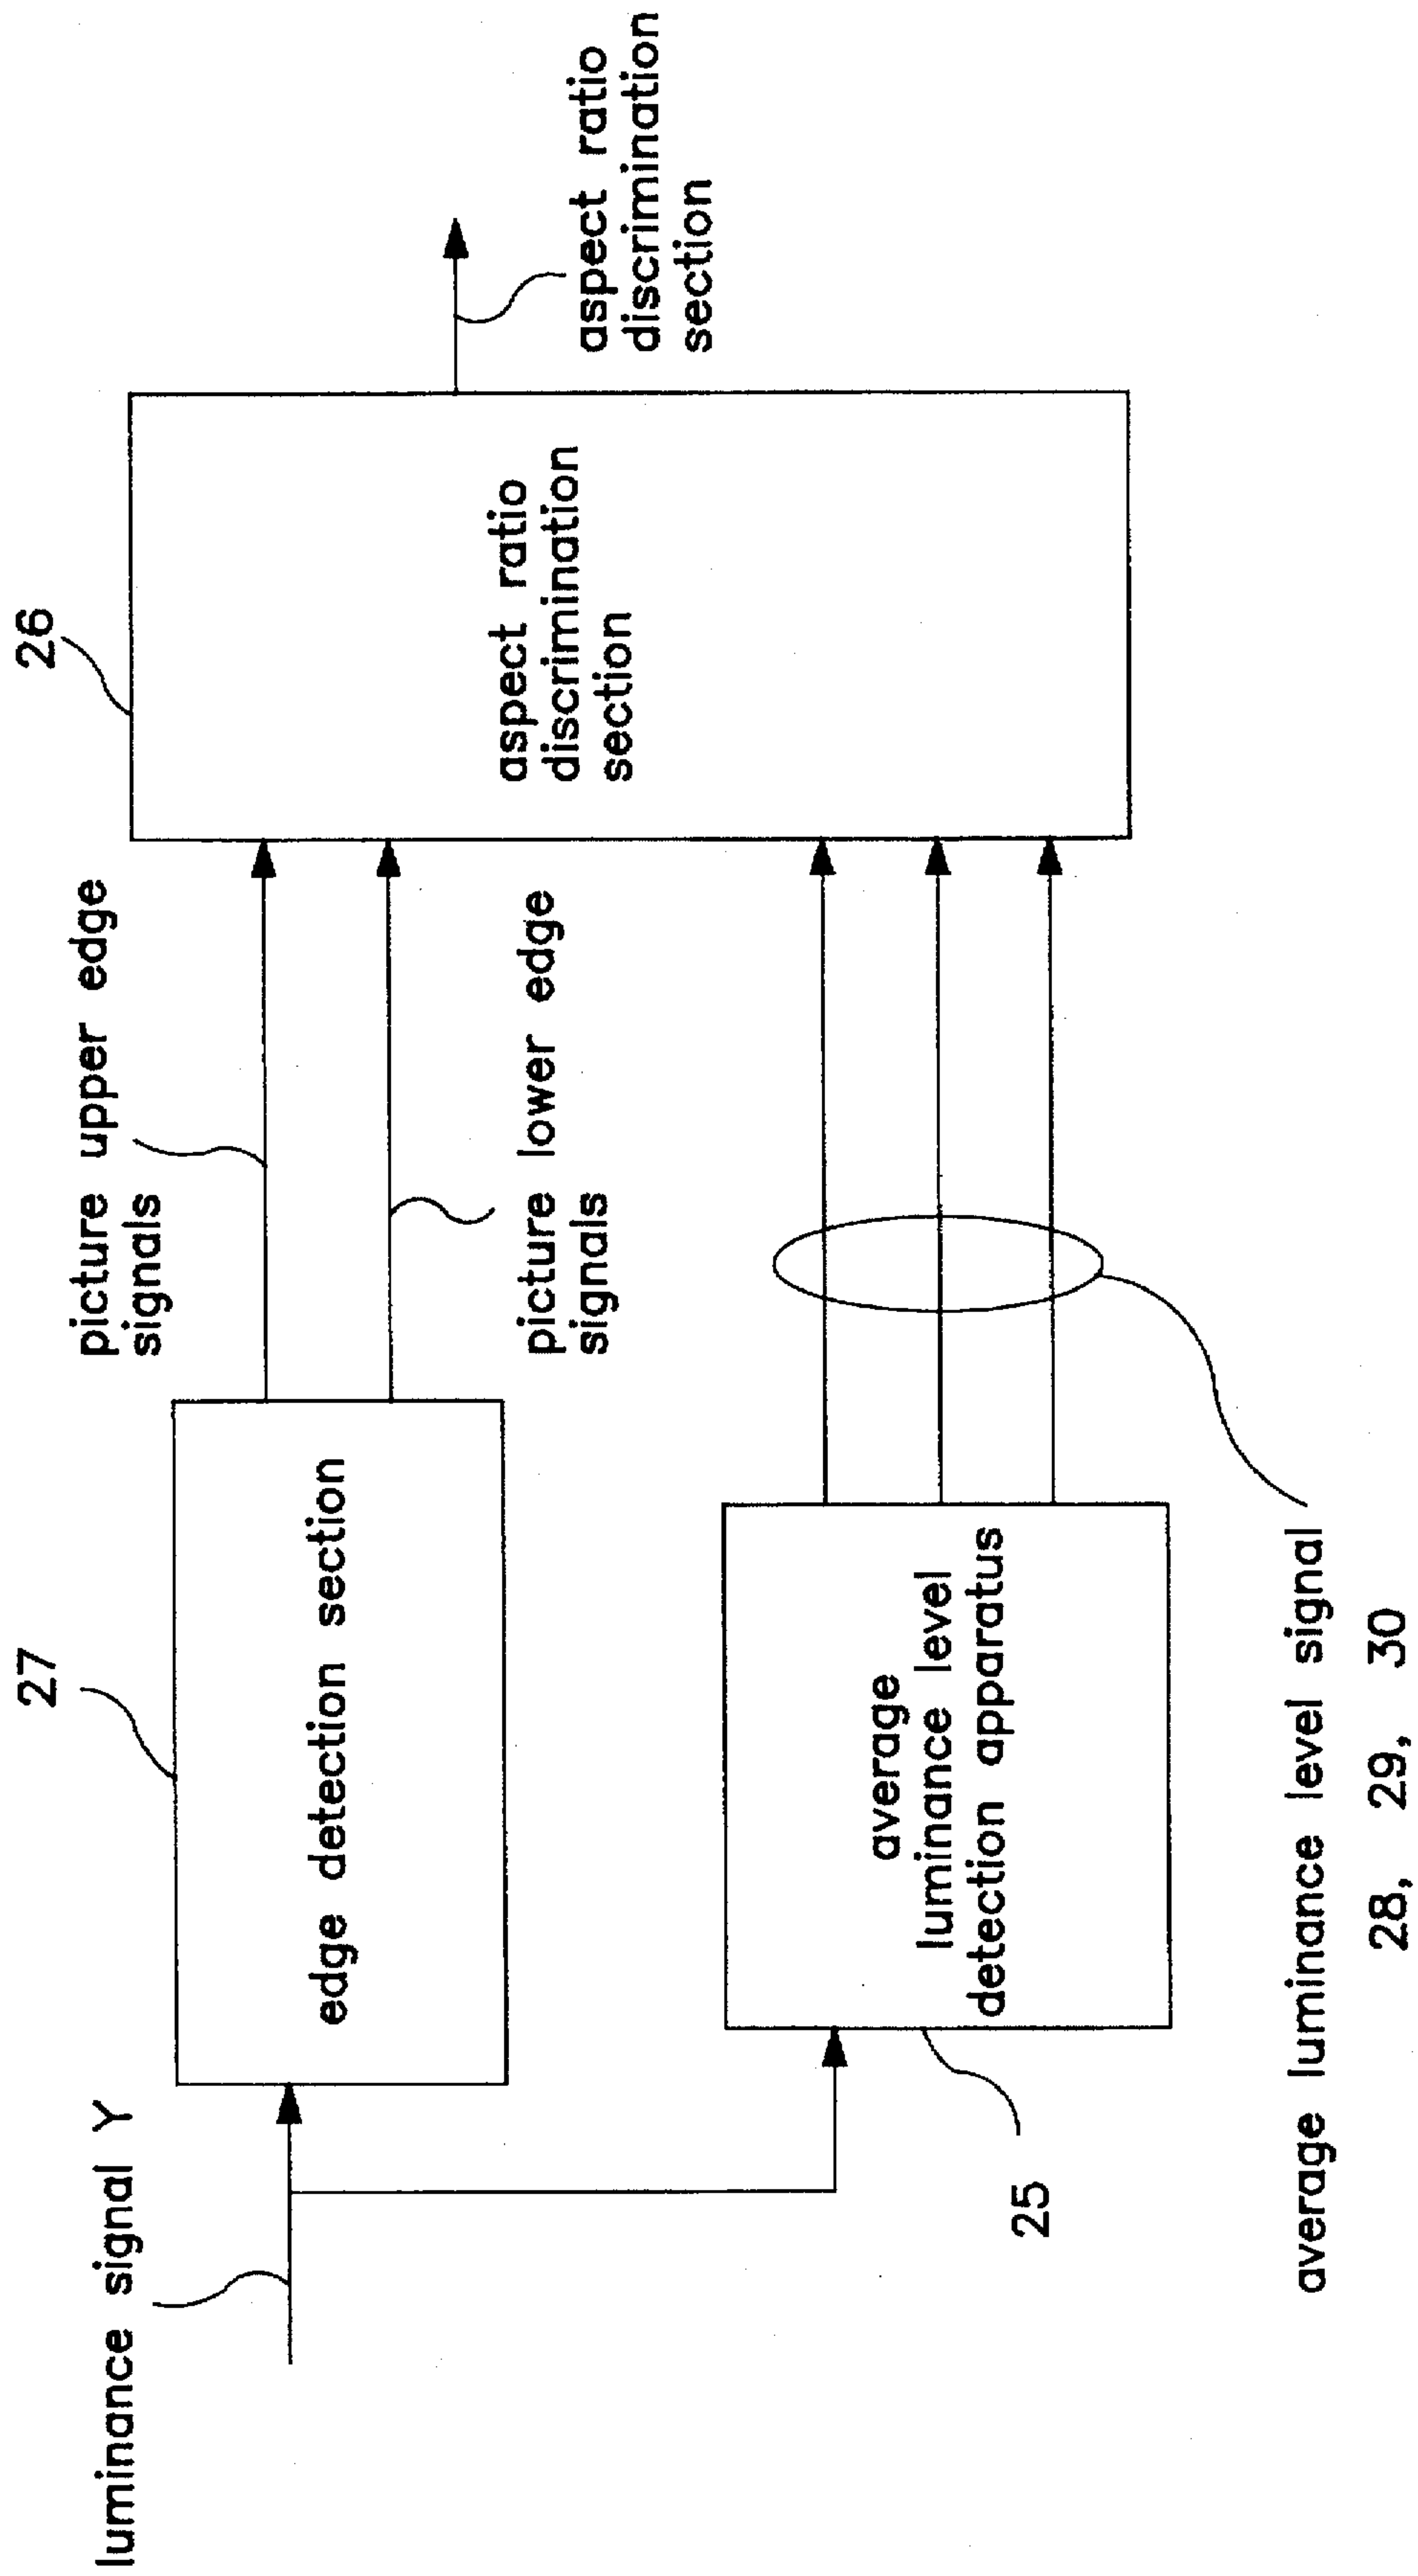 luminance signal Y
27
edge detection section
picture upper edge
signals
picture lower edge
signals
26
aspect ratio
discrimination
section
aspect ratio
discrimination
section
25
average
luminance level
detection apparatus
average luminance level signal
28, 29, 30